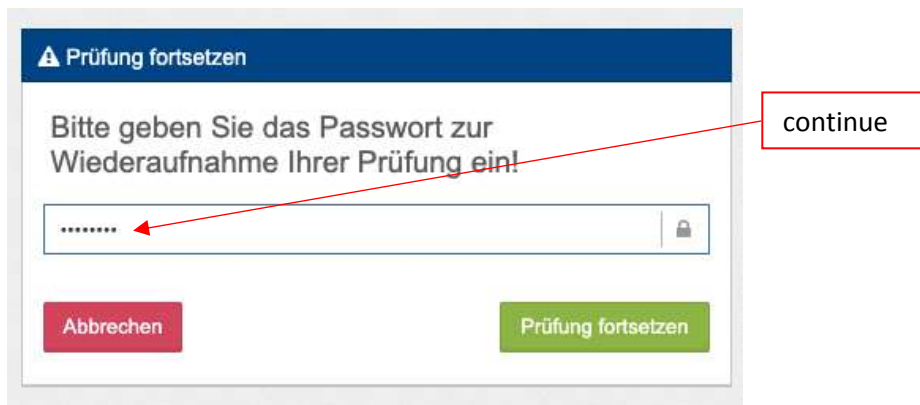 Prüfung fortsetzen
Bitte geben Sie das Passwort zur
Wiederaufnahme Ihrer Prüfung ein!
continue
········
Abbrechen
Prüfung fortsetzen